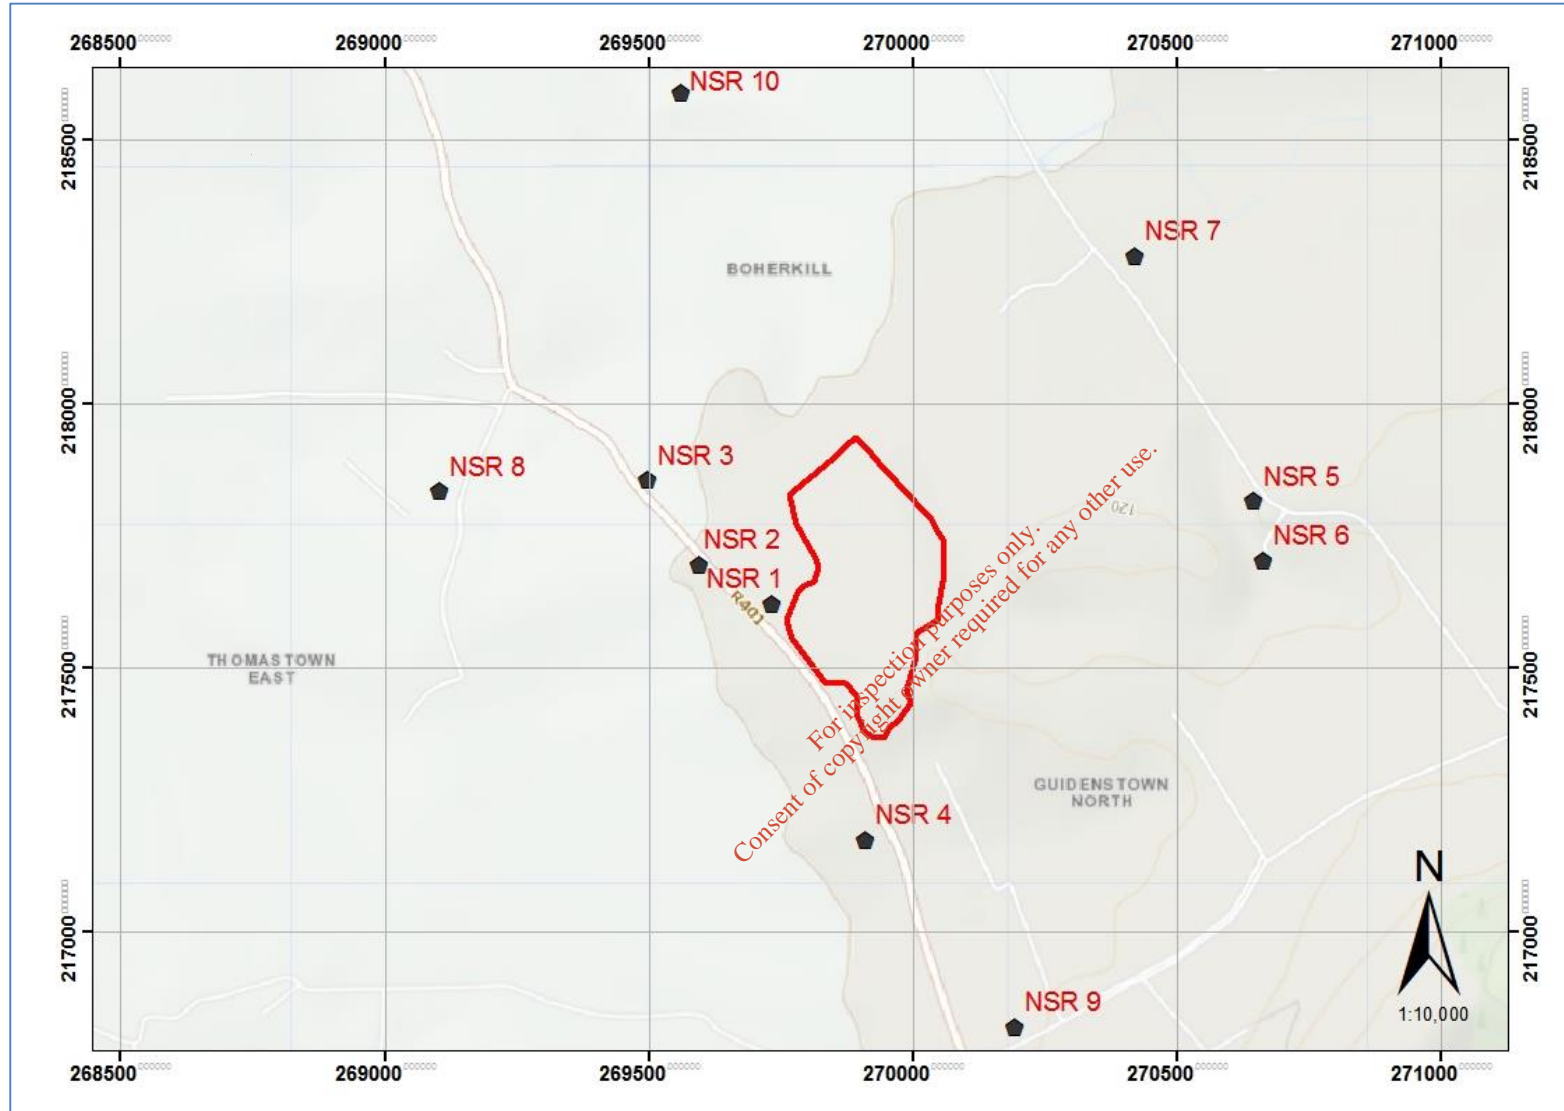 268500 269000 269500 270000 270500 271000
NSR 10
218500 218500
NSR 7
BOHERKILL
218000 218000
NSR 3
NSR 8
NSR 5
120
NSR 2
NSR 6
NSR 1
R401
For inspection purposes only.
Consent of copyright owner required for any other use.
THOMASTOWN
EAST
217500 217500
GUIDENSTOWN
NORTH
NSR 4
N
217000 217000
NSR 9
1:10,000
268500 269000 269500 270000 270500 271000